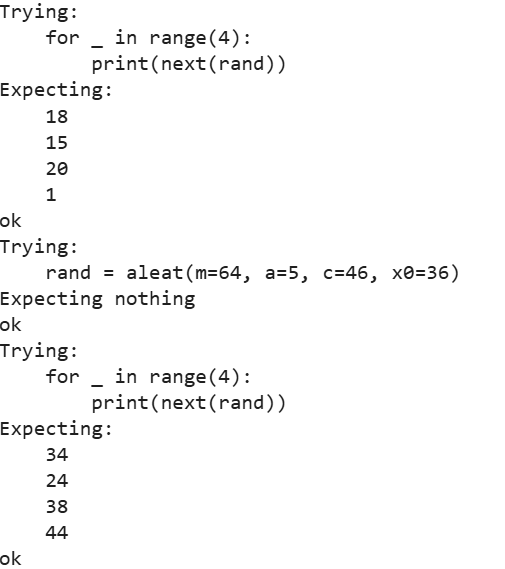 Trying:
    for _ in range(4):
        print(next(rand))
Expecting:
    18
    15
    20
    1
ok
Trying:
    rand = aleat(m=64, a=5, c=46, x0=36)
Expecting nothing
ok
Trying:
    for _ in range(4):
        print(next(rand))
Expecting:
    34
    24
    38
    44
ok